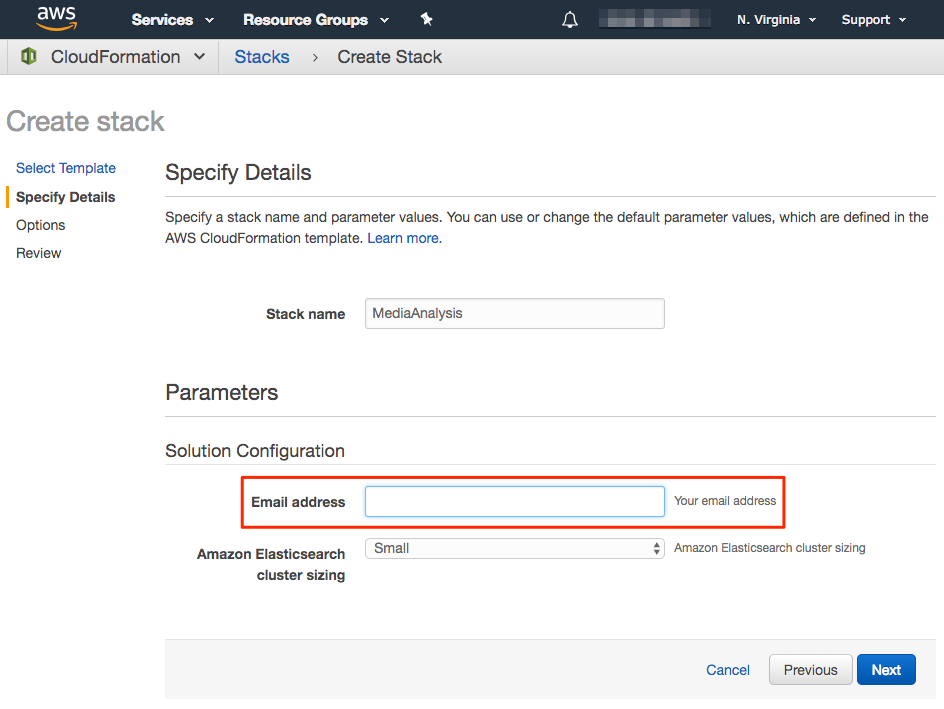 aws Services Resource Groups N. Virginia Support
CloudFormation Stacks › Create Stack
Create stack
Select Template
Specify Details
Options
Review
Specify Details
Specify a stack name and parameter values. You can use or change the default parameter values, which are defined in the
AWS CloudFormation template. Learn more.
Stack name MediaAnalysis
Parameters
Solution Configuration
Email address Your email address
Amazon Elasticsearch Small Amazon Elasticsearch cluster sizing
cluster sizing
Cancel Previous Next